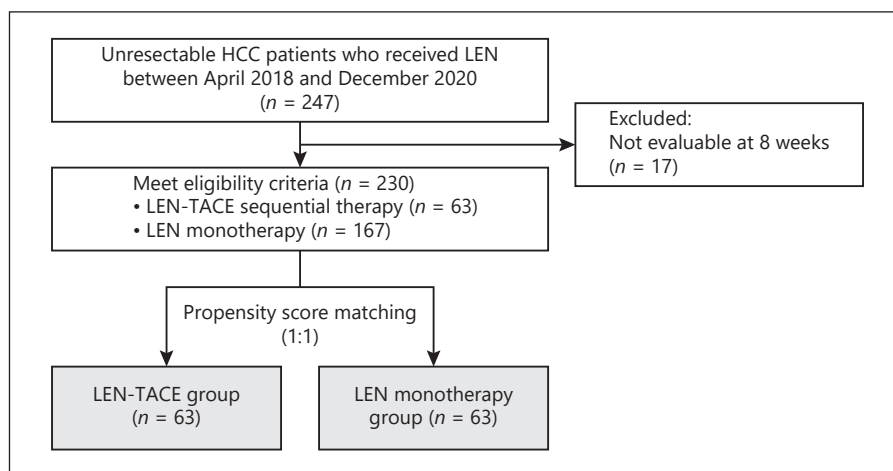 Unresectable HCC patients who received LEN
between April 2018 and December 2020
(n = 247)
Excluded:
Not evaluable at 8 weeks
(n = 17)
Meet eligibility criteria (n = 230)
• LEN-TACE sequential therapy (n = 63)
• LEN monotherapy (n = 167)
Propensity score matching
(1:1)
LEN-TACE group
(n = 63)
LEN monotherapy
group (n = 63)